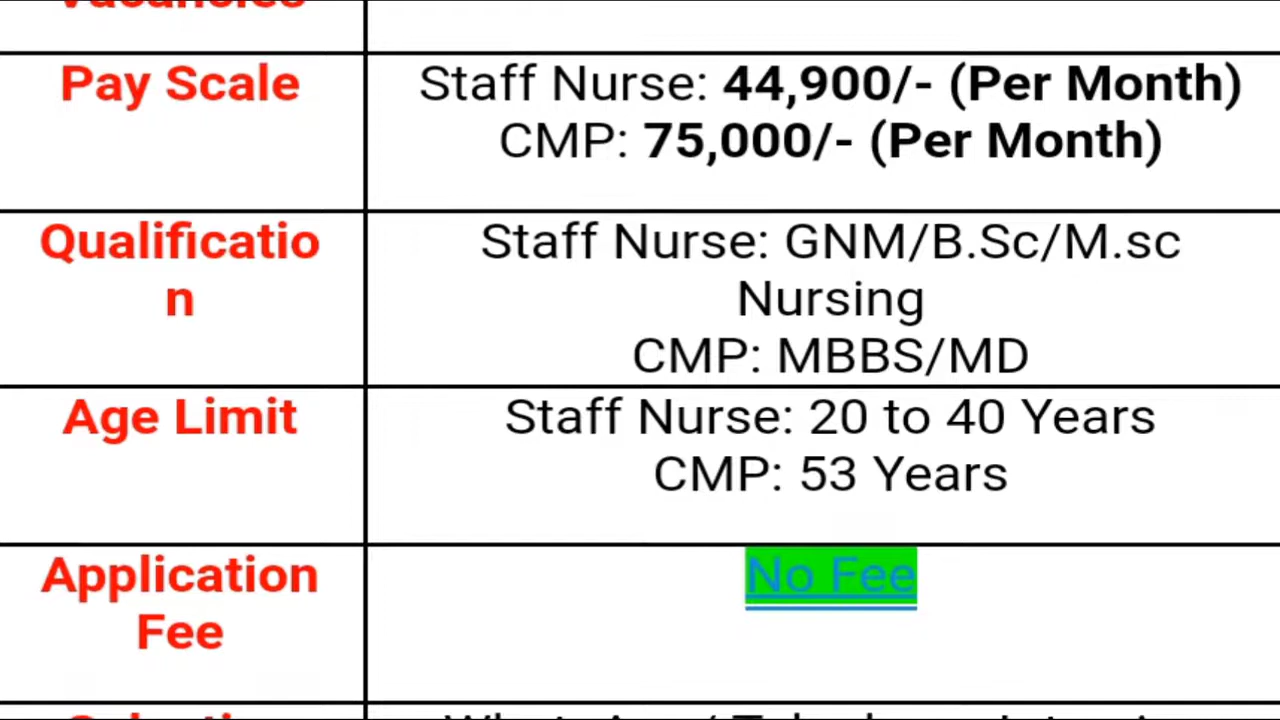 Vacancies
Pay Scale
Staff Nurse: 44,900/- (Per Month)
CMP: 75,000/- (Per Month)
Qualificatio
n
Staff Nurse: GNM/B.Sc/M.sc
Nursing
CMP: MBBS/MD
Age Limit
Staff Nurse: 20 to 40 Years
CMP: 53 Years
Application
Fee
No Fee